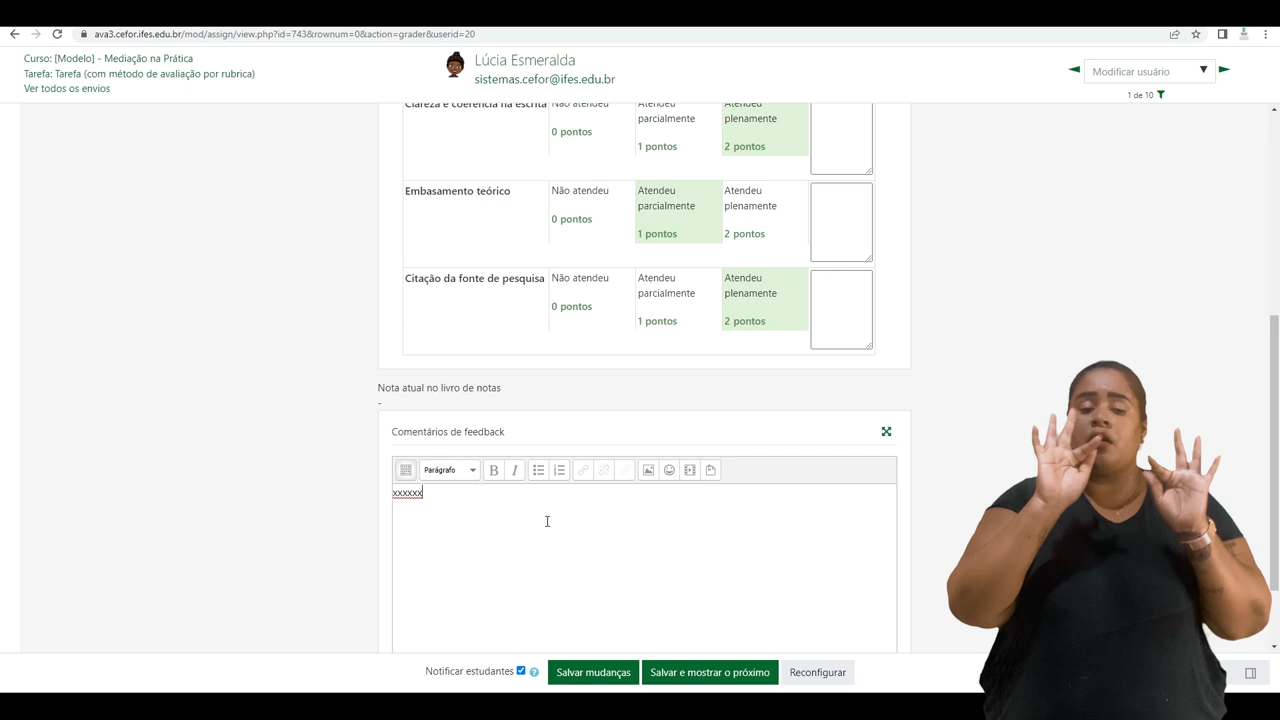 ava3.cefor.ifes.edu.br/mod/assign/view.php?id=743&rownum=0&action=grader&userid=20
Curso: [Modelo] - Mediação na Prática
Tarefa: Tarefa (com método de avaliação por rubrica)
Ver todos os envios
Lúcia Esmeralda
sistemas.cefor@ifes.edu.br
Modificar usuário
1 de 10
Clareza e coerência na escrita
Não atendeu
0 pontos
Atendeu
parcialmente
1 pontos
Atendeu
plenamente
2 pontos
Embasamento teórico
Não atendeu
0 pontos
Atendeu
parcialmente
1 pontos
Atendeu
plenamente
2 pontos
Citação da fonte de pesquisa
Não atendeu
0 pontos
Atendeu
parcialmente
1 pontos
Atendeu
plenamente
2 pontos
Nota atual no livro de notas
-
Comentários de feedback
Parágrafo
B I
xxxxxx
Notificar estudantes
Salvar mudanças
Salvar e mostrar o próximo
Reconfigurar